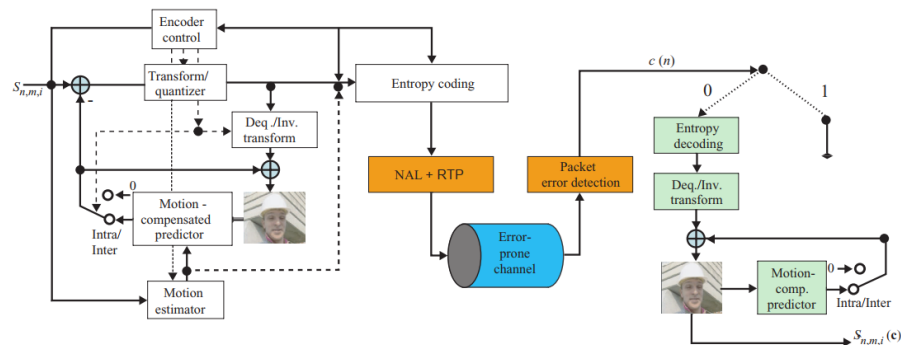 Encoder
control
S n,m,i
-
Transform/
quantizer
Deq./Inv.
transform
0
Intra/
Inter
Motion -
compensated
predictor
Motion
estimator
Entropy coding
NAL + RTP
Error-
prone
channel
Packet
error detection
c (n)
0
1
Entropy
decoding
Deq./Inv.
transform
Motion-
comp.
predictor
0
Intra/Inter
S n,m,i (c)